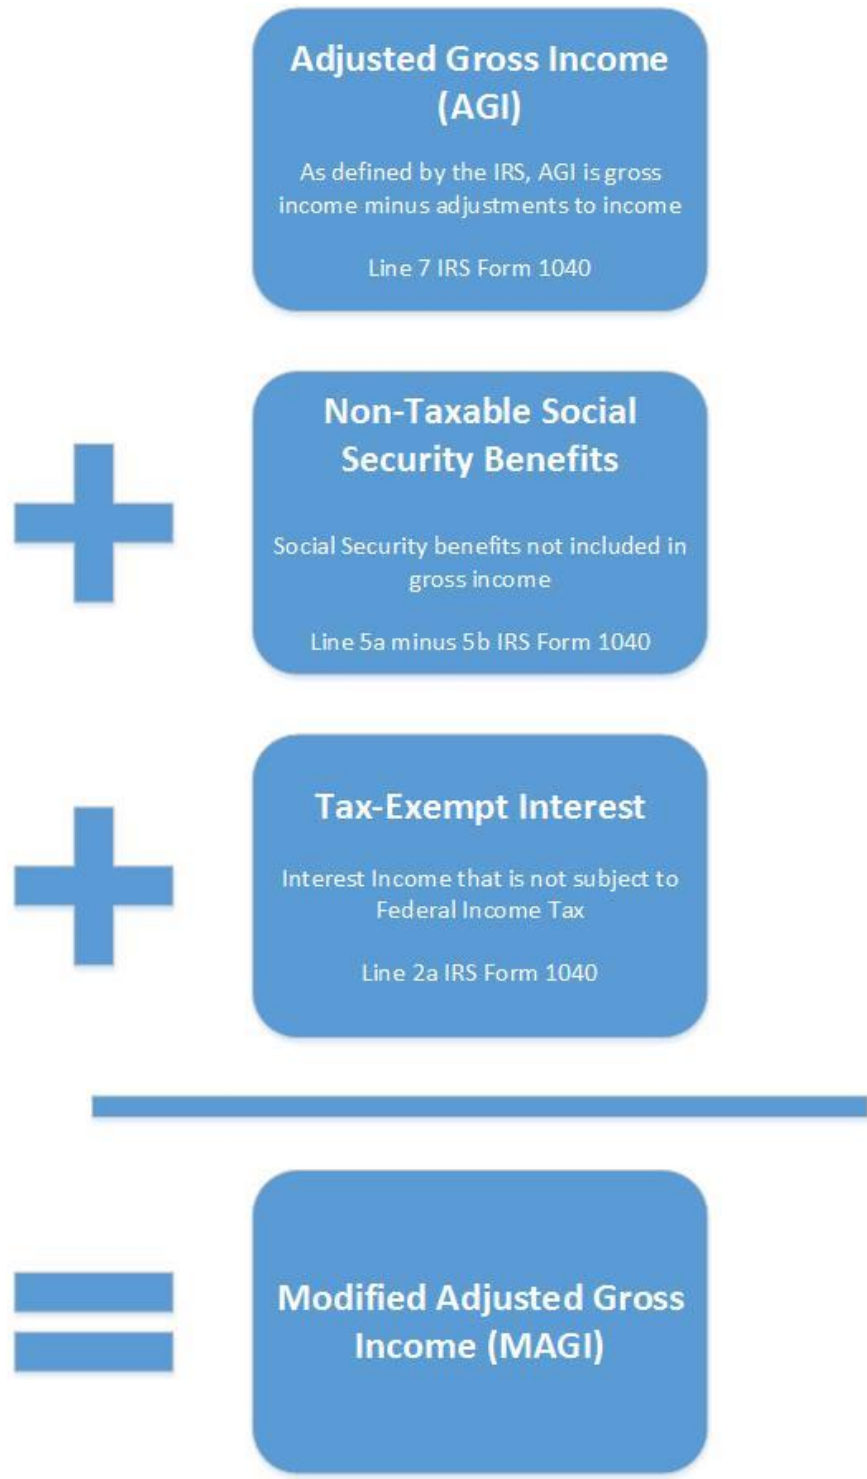 Adjusted Gross Income
(AGI)
As defined by the IRS, AGI is gross
income minus adjustments to income
Line 7 IRS Form 1040
Non-Taxable Social
Security Benefits
Social Security benefits not included in
gross income
Line 5a minus 5b IRS Form 1040
Tax-Exempt Interest
Interest Income that is not subject to
Federal Income Tax
Line 2a IRS Form 1040
Modified Adjusted Gross
Income (MAGI)